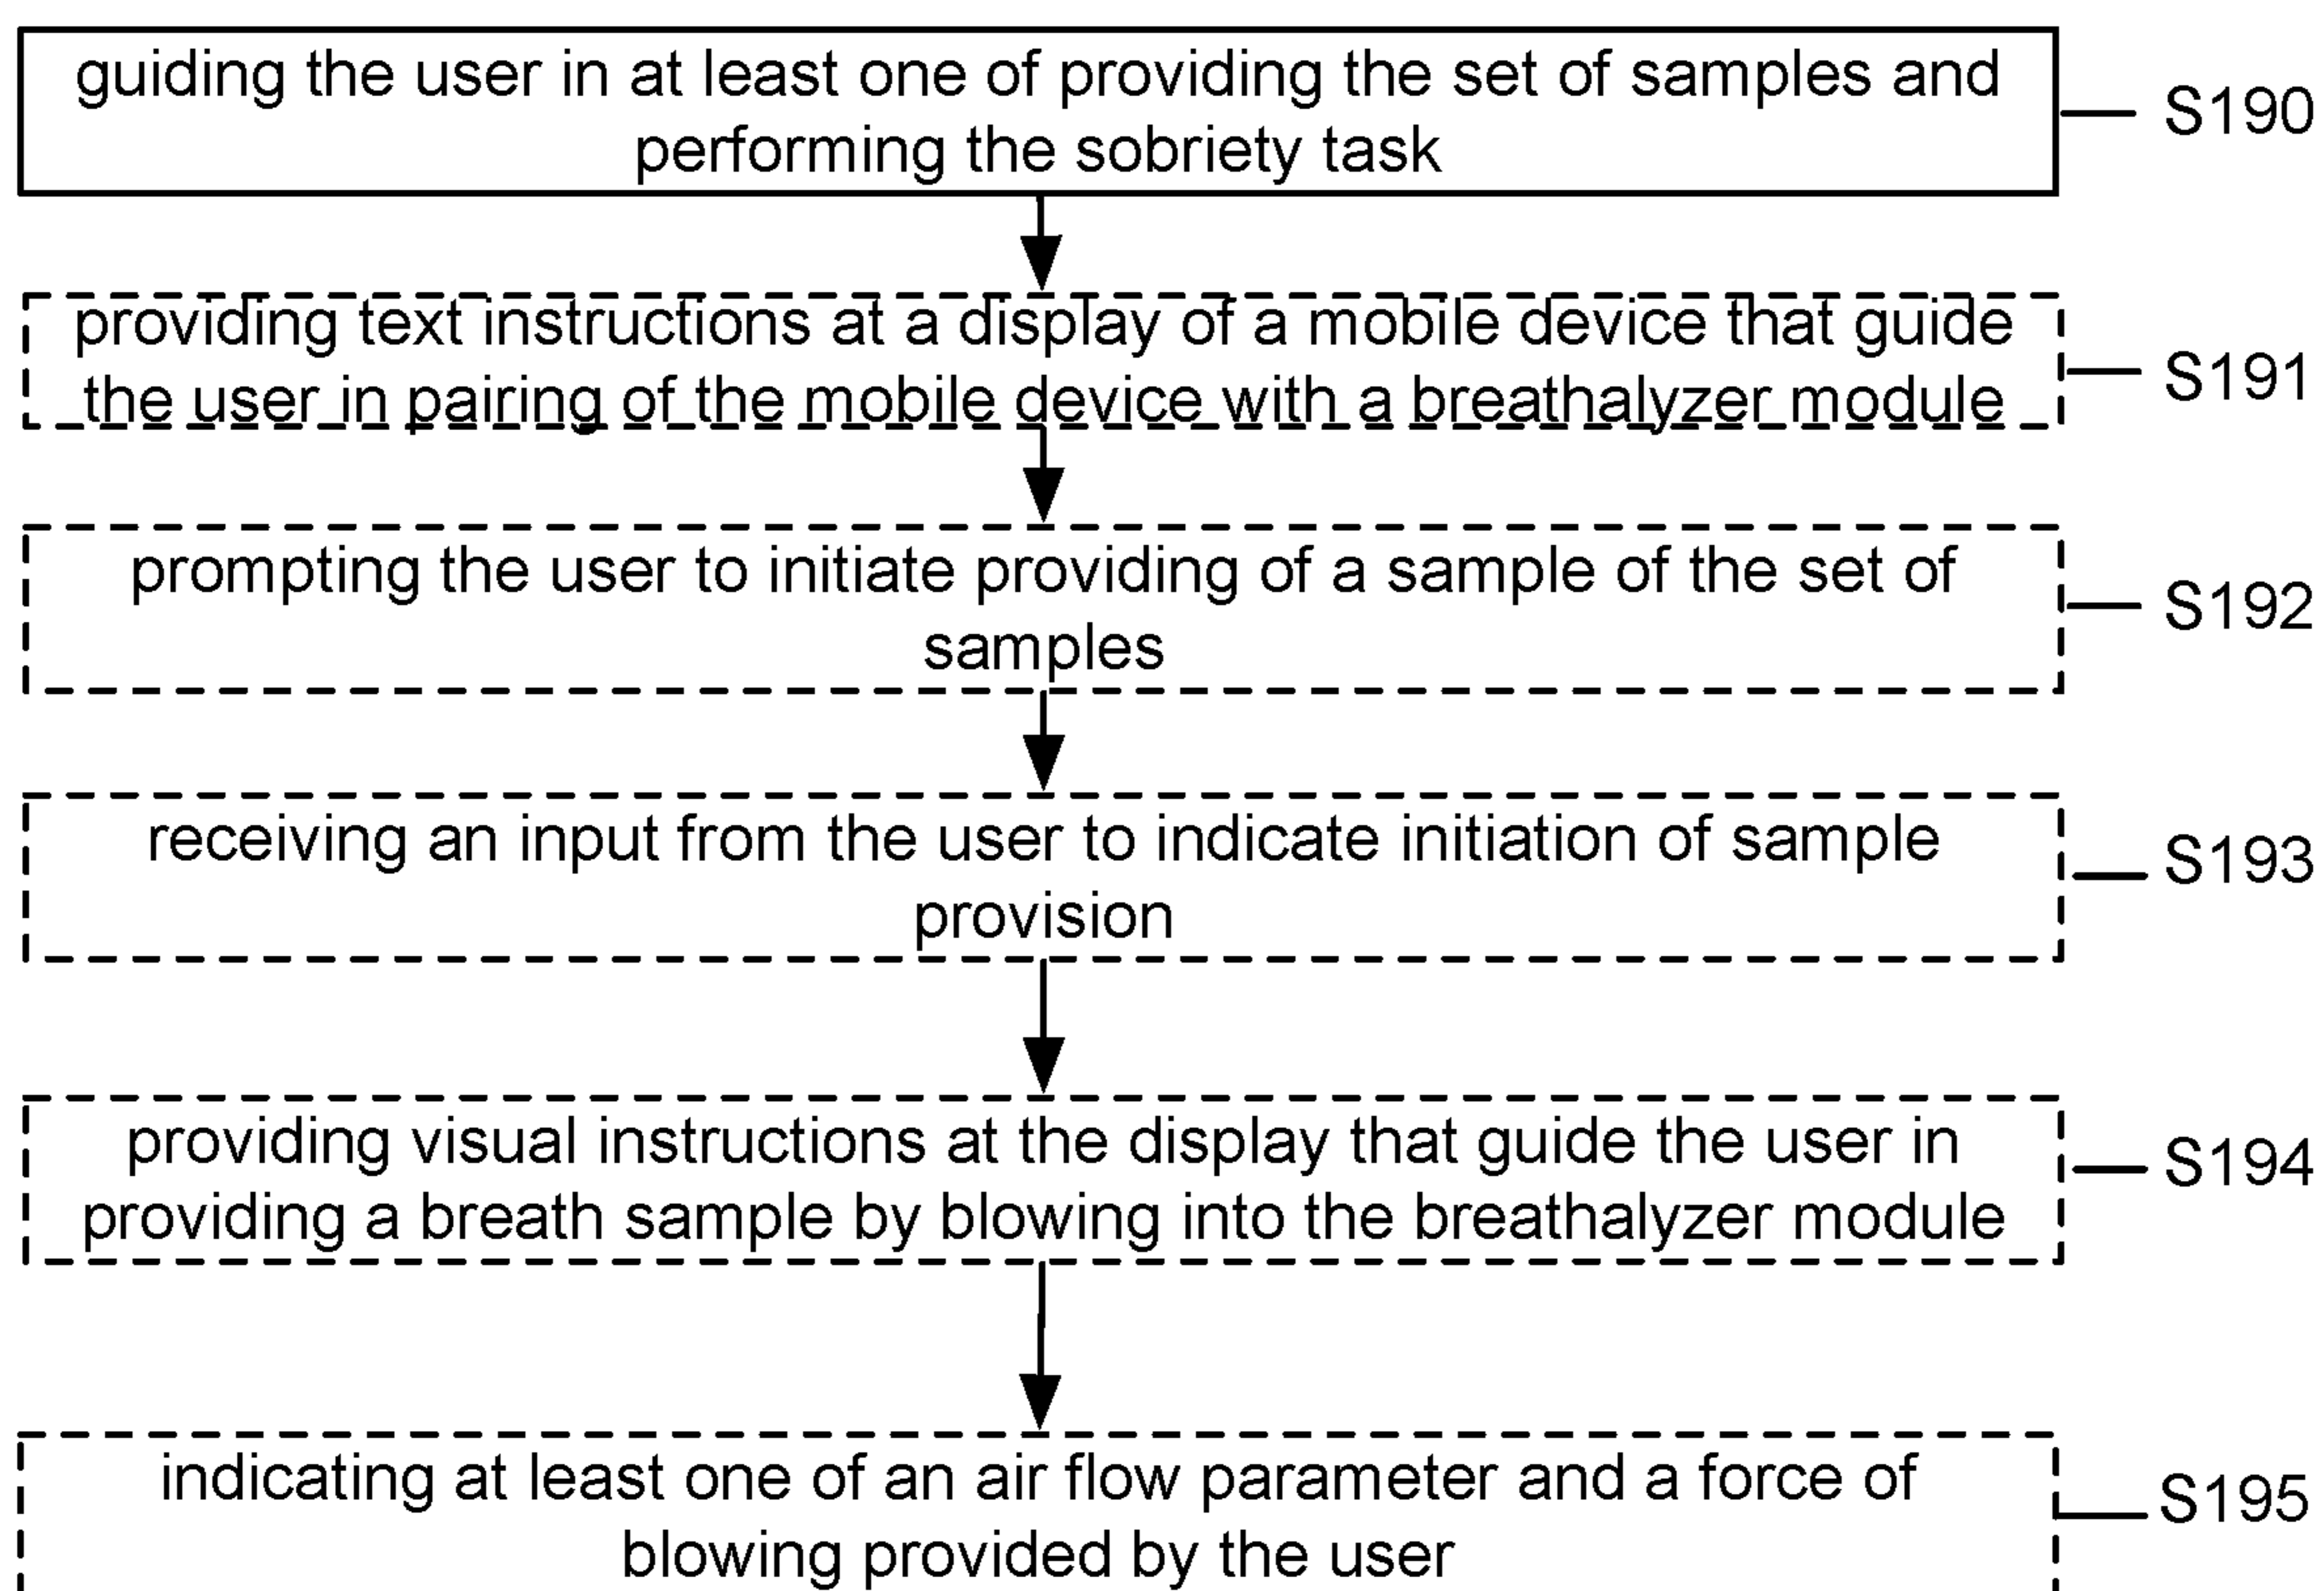 guiding the user in at least one of providing the set of samples and
performing the sobriety task
S190
providing text instructions at a display of a mobile device that guide
the user in pairing of the mobile device with a breathalyzer module
S191
prompting the user to initiate providing of a sample of the set of
samples
S192
receiving an input from the user to indicate initiation of sample
provision
S193
providing visual instructions at the display that guide the user in
providing a breath sample by blowing into the breathalyzer module
S194
indicating at least one of an air flow parameter and a force of
blowing provided by the user
S195